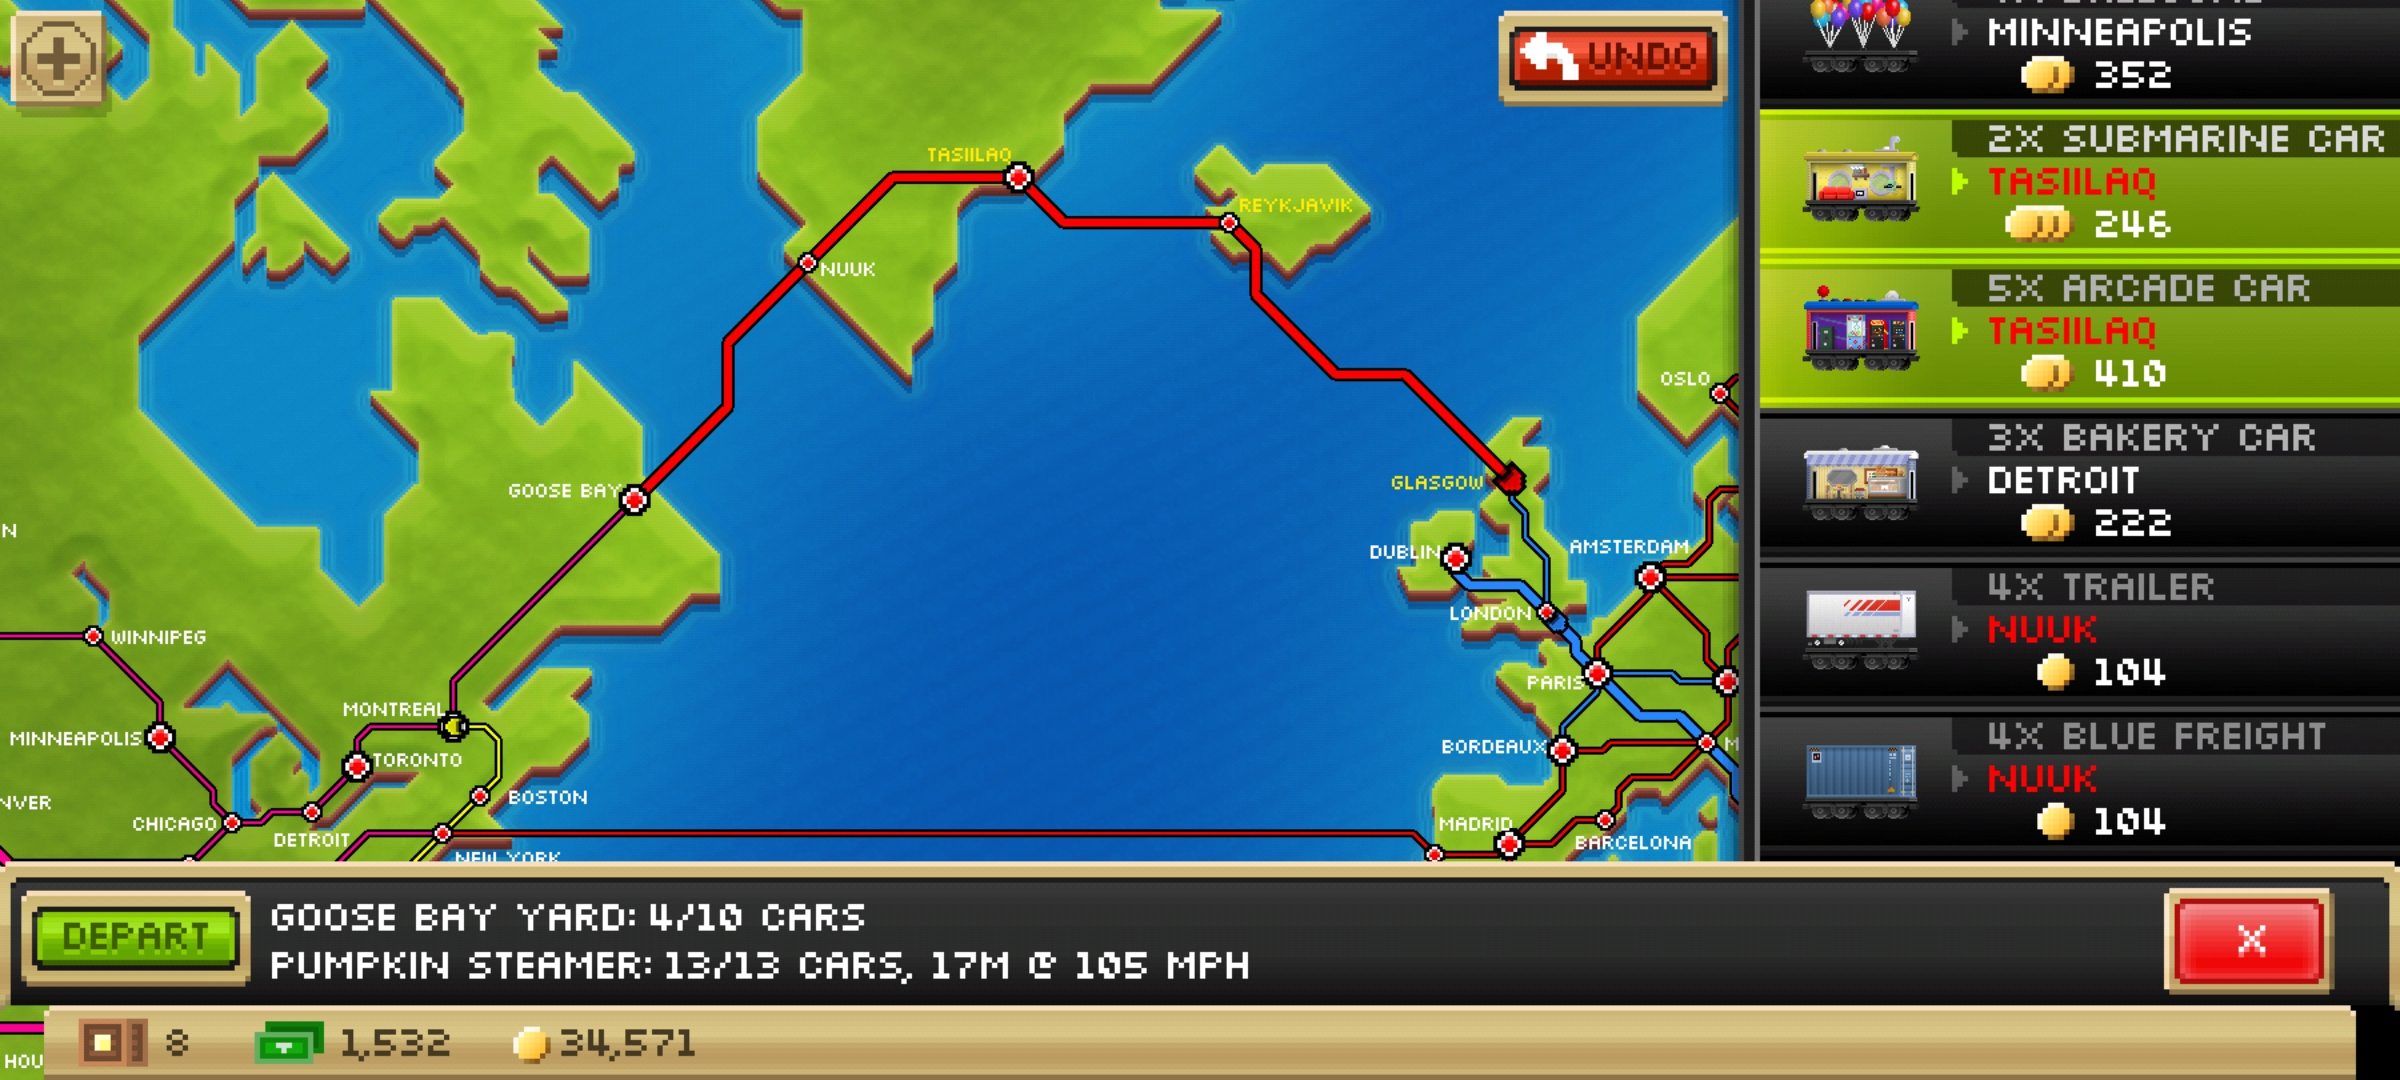 UNDO
MINNEAPOLIS
352
2X SUBMARINE CAR
TASIILAQ
246
5X ARCADE CAR
TASIILAQ
410
3X BAKERY CAR
DETROIT
222
4X TRAILER
NUUK
104
4X BLUE FREIGHT
NUUK
104
TASIILAQ
REYKJAVIK
NUUK
OSLO
GLASGOW
GOOSE BAY
N
DUBLIN
AMSTERDAM
LONDON
WINNIPEG
PARIS
MONTREAL
MINNEAPOLIS
TORONTO
BORDEAUX
M
NVER
BOSTON
CHICAGO
DETROIT
MADRID
BARCELONA
NEW YORK
DEPART
GOOSE BAY YARD: 4/10 CARS
PUMPKIN STEAMER: 13/13 CARS, 17M @ 105 MPH
X
8
1,532
34,571
HOU